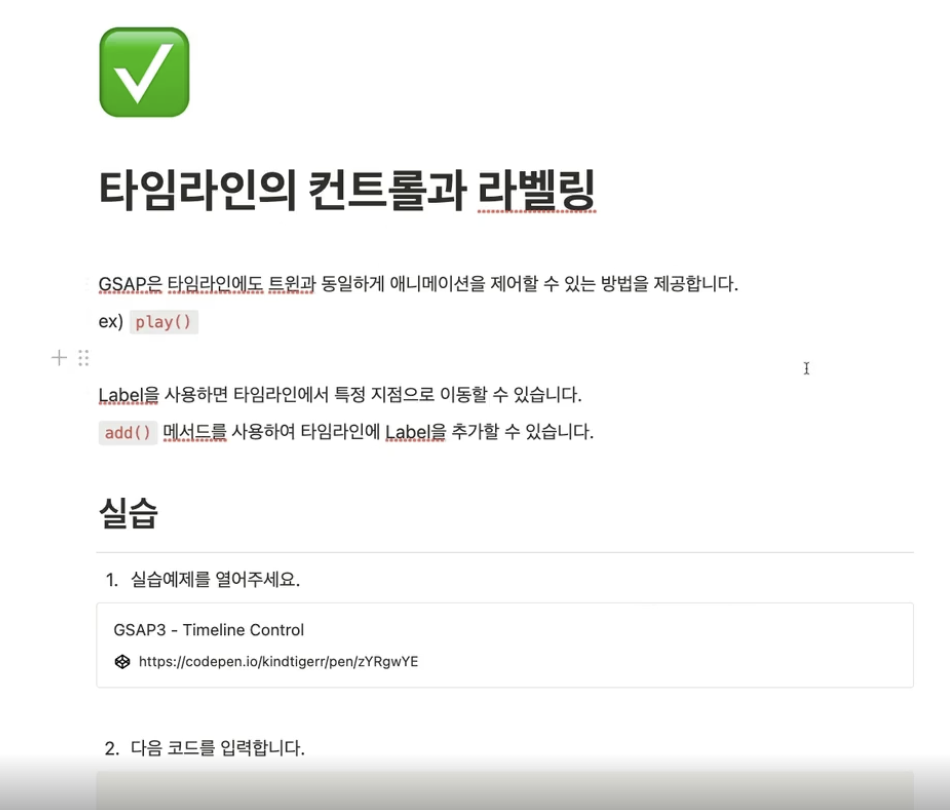 타임라인의 컨트롤과 라벨링
GSAP은 타임라인에도 트윈과 동일하게 애니메이션을 제어할 수 있는 방법을 제공합니다.
ex) play()
Label을 사용하면 타임라인에서 특정 지점으로 이동할 수 있습니다.
add() 메서드를 사용하여 타임라인에 Label을 추가할 수 있습니다.
실습
1. 실습예제를 열어주세요.
GSAP3 - Timeline Control
https://codepen.io/kindtigerr/pen/zYRgwYE
2. 다음 코드를 입력합니다.